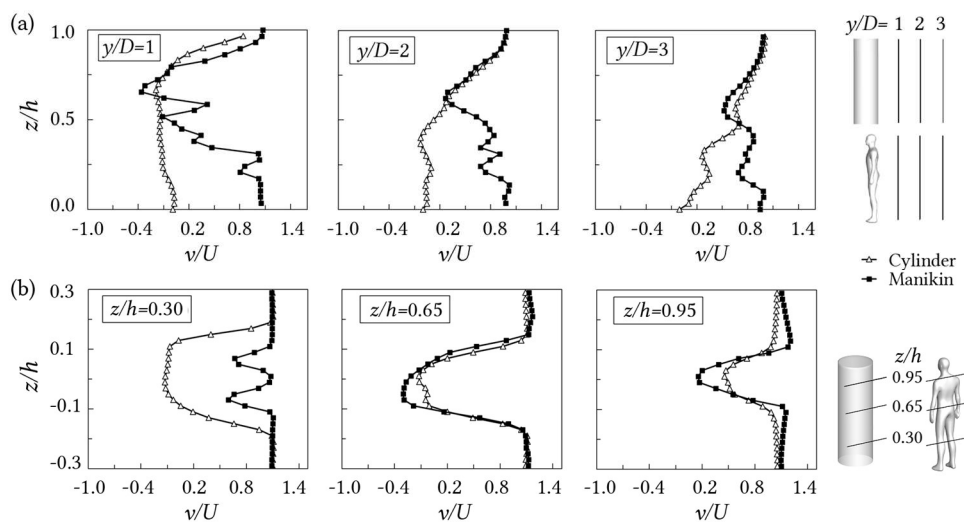 (a)
y/D=1
y/D=2
y/D=3
y/D= 1 2 3
z/h
1.0
0.5
0.0
-1.0 -0.4 0.2 0.8 1.4
-1.0 -0.4 0.2 0.8 1.4
-1.0 -0.4 0.2 0.8 1.4
v/U
v/U
v/U
Cylinder
Manikin
(b)
z/h=0.30
z/h=0.65
z/h=0.95
z/h
0.3
0.1
-0.1
-0.3
-1.0 -0.4 0.2 0.8 1.4
-1.0 -0.4 0.2 0.8 1.4
-1.0 -0.4 0.2 0.8 1.4
v/U
v/U
v/U
z/h
0.95
0.65
0.30